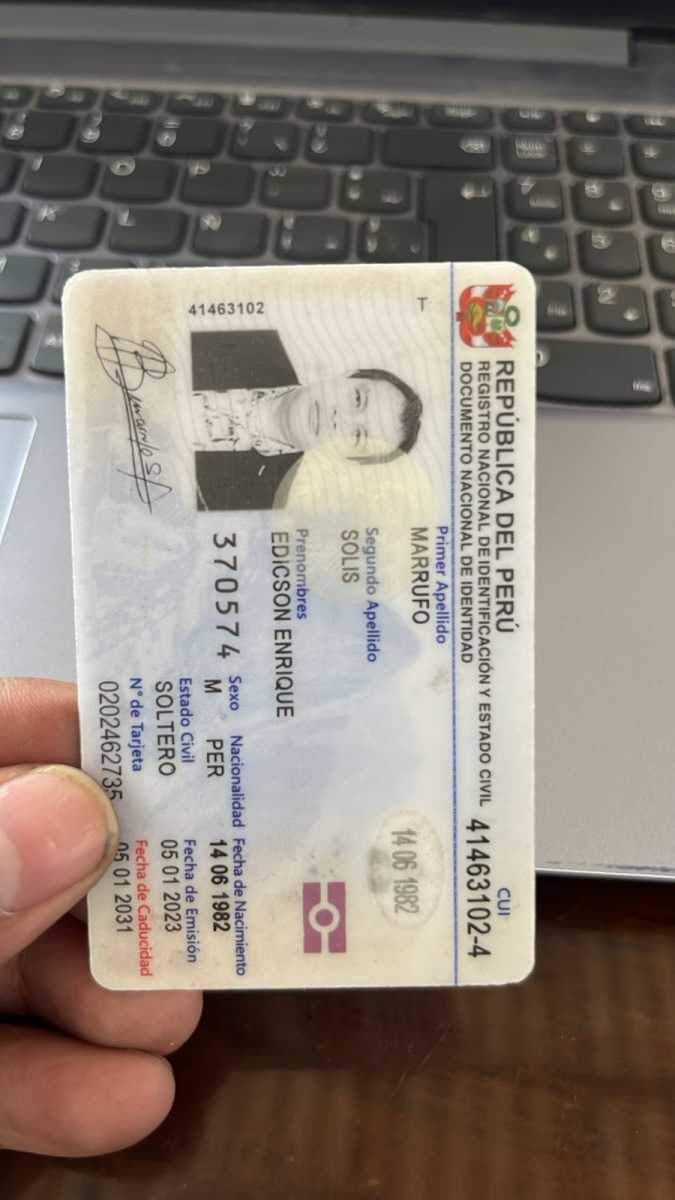 REPÚBLICA DEL PERÚ
REGISTRO NACIONAL DE IDENTIFICACIÓN Y ESTADO CIVIL
DOCUMENTO NACIONAL DE IDENTIDAD
CUI
41463102-4
T
41463102
Primer Apellido
MARRUFO
Segundo Apellido
SOLIS
Prenombres
EDICSON ENRIQUE
14 06 1982
370574
Sexo Nacionalidad Fecha de Nacimiento
M PER 14 06 1982
Estado Civil Fecha de Emisión
SOLTERO 05 01 2023
N° de Tarjeta Fecha de Caducidad
0202462735 05 01 2031